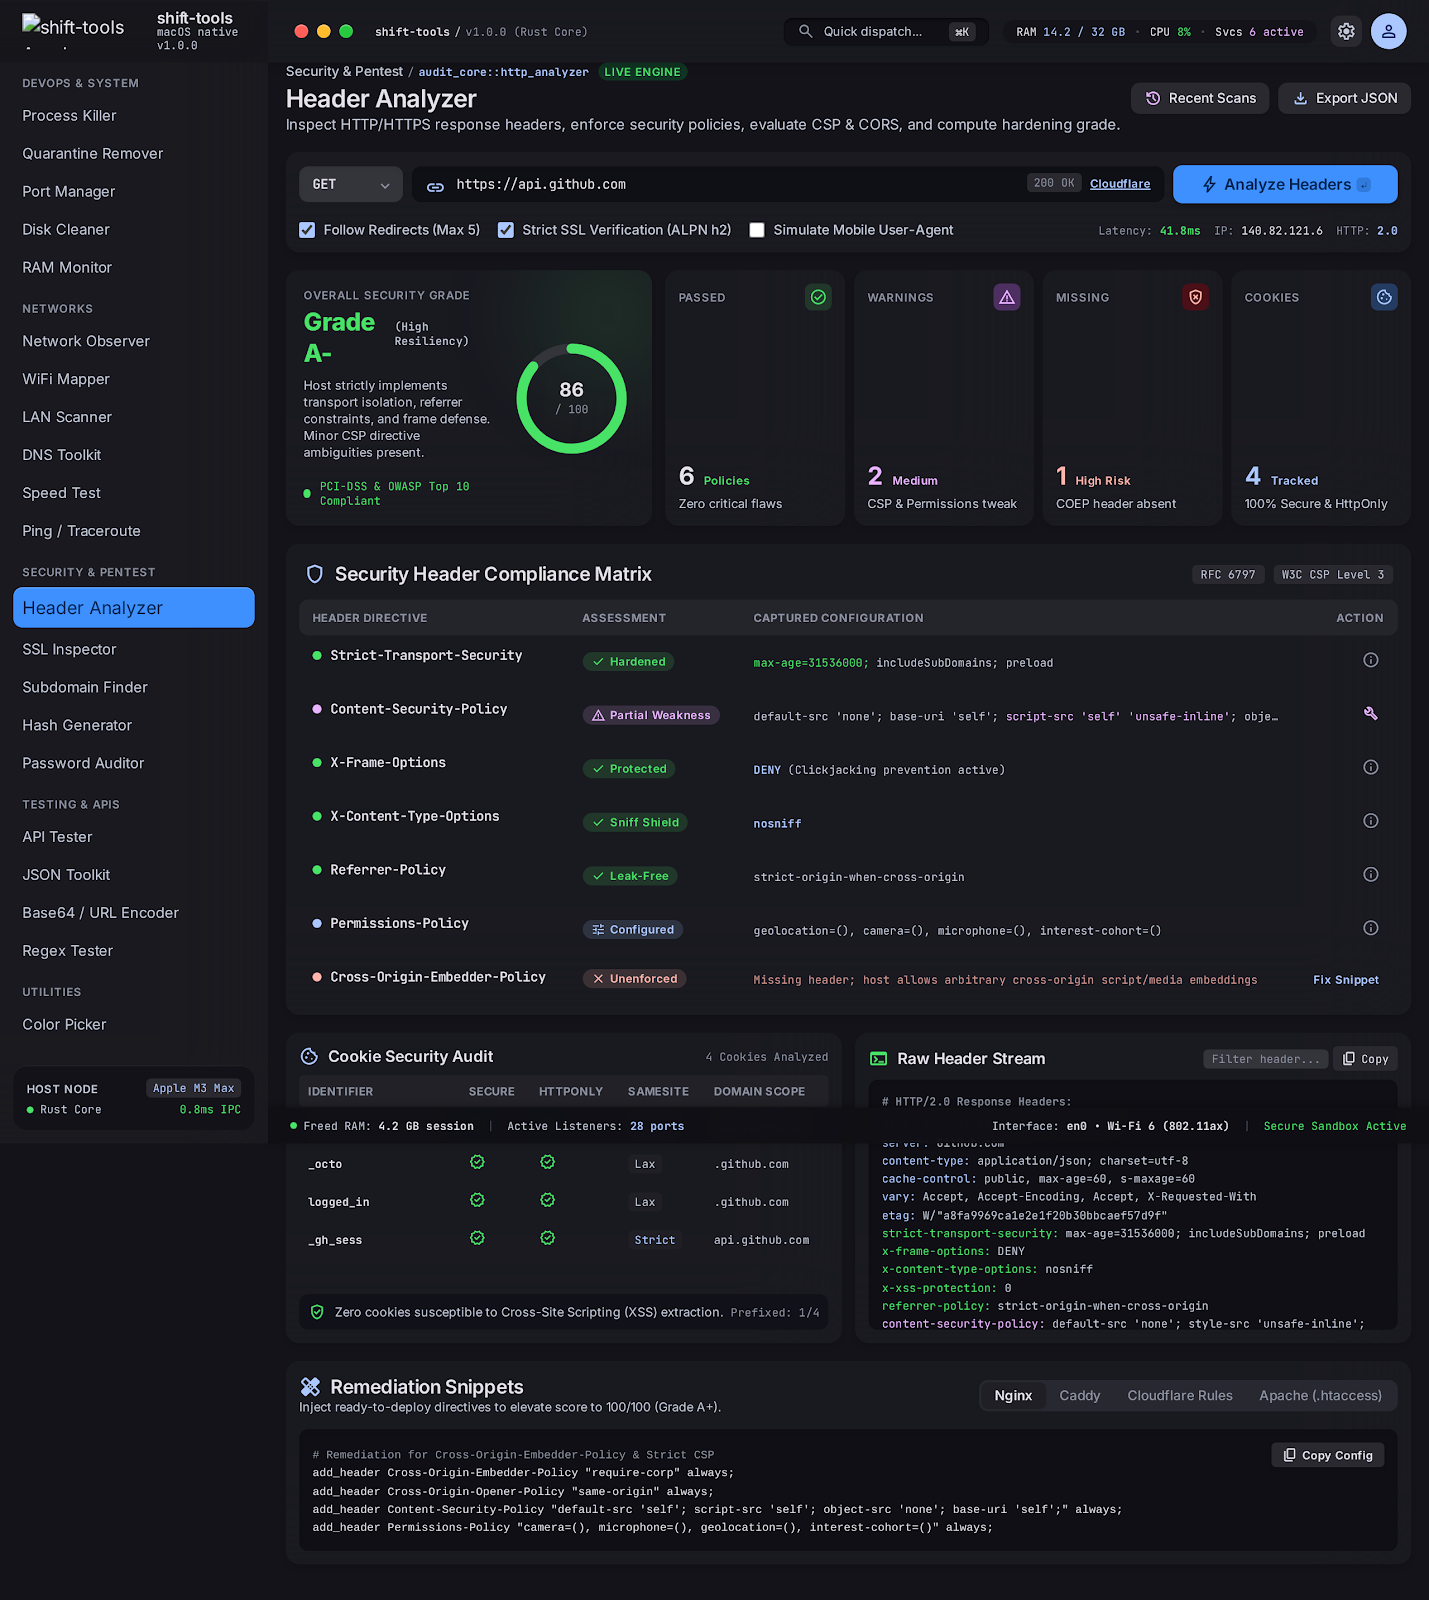 shift-tools
shift-tools
macOS native
v1.0.0
DEVOPS & SYSTEM
Process Killer
Quarantine Remover
Port Manager
Disk Cleaner
RAM Monitor
NETWORKS
Network Observer
WiFi Mapper
LAN Scanner
DNS Toolkit
Speed Test
Ping / Traceroute
SECURITY & PENTEST
Header Analyzer
SSL Inspector
Subdomain Finder
Hash Generator
Password Auditor
TESTING & APIS
API Tester
JSON Toolkit
Base64 / URL Encoder
Regex Tester
UTILITIES
Color Picker
HOST NODE Apple M3 Max
Rust Core 0.8ms IPC
shift-tools / v1.0.0 (Rust Core)
Quick dispatch... ⌘K
RAM 14.2 / 32 GB • CPU 8% • Svcs 6 active
Security & Pentest / audit_core::http_analyzer LIVE ENGINE
Header Analyzer
Recent Scans
Export JSON
Inspect HTTP/HTTPS response headers, enforce security policies, evaluate CSP & CORS, and compute hardening grade.
GET
https://api.github.com
200 OK
Cloudflare
Analyze Headers
Follow Redirects (Max 5)
Strict SSL Verification (ALPN h2)
Simulate Mobile User-Agent
Latency: 41.8ms IP: 140.82.121.6 HTTP: 2.0
OVERALL SECURITY GRADE
Grade
A-
(High
Resiliency)
Host strictly implements
transport isolation, referrer
constraints, and frame defense.
Minor CSP directive
ambiguities present.
PCI-DSS & OWASP Top 10
Compliant
86
/ 100
PASSED
6 Policies
Zero critical flaws
WARNINGS
2 Medium
CSP & Permissions tweak
MISSING
1 High Risk
COEP header absent
COOKIES
4 Tracked
100% Secure & HttpOnly
Security Header Compliance Matrix
RFC 6797
W3C CSP Level 3
HEADER DIRECTIVE ASSESSMENT CAPTURED CONFIGURATION ACTION
Strict-Transport-Security Hardened max-age=31536000; includeSubDomains; preload
Content-Security-Policy Partial Weakness default-src 'none'; base-uri 'self'; script-src 'self' 'unsafe-inline'; obje…
X-Frame-Options Protected DENY (Clickjacking prevention active)
X-Content-Type-Options Sniff Shield nosniff
Referrer-Policy Leak-Free strict-origin-when-cross-origin
Permissions-Policy Configured geolocation=(), camera=(), microphone=(), interest-cohort=()
Cross-Origin-Embedder-Policy Unenforced Missing header; host allows arbitrary cross-origin script/media embeddings Fix Snippet
Cookie Security Audit
4 Cookies Analyzed
IDENTIFIER SECURE HTTPONLY SAMESITE DOMAIN SCOPE
Raw Header Stream
Filter header...
Copy
# HTTP/2.0 Response Headers:
Freed RAM: 4.2 GB session | Active Listeners: 28 ports
Interface: en0 • Wi-Fi 6 (802.11ax) | Secure Sandbox Active
_octo Lax .github.com
logged_in Lax .github.com
_gh_sess Strict api.github.com
Zero cookies susceptible to Cross-Site Scripting (XSS) extraction. Prefixed: 1/4
server: github.com
content-type: application/json; charset=utf-8
cache-control: public, max-age=60, s-maxage=60
vary: Accept, Accept-Encoding, Accept, X-Requested-With
etag: W/"a8fa9969ca1e2e1f20b30bbcaef57d9f"
strict-transport-security: max-age=31536000; includeSubDomains; preload
x-frame-options: DENY
x-content-type-options: nosniff
x-xss-protection: 0
referrer-policy: strict-origin-when-cross-origin
content-security-policy: default-src 'none'; style-src 'unsafe-inline';
Remediation Snippets
Inject ready-to-deploy directives to elevate score to 100/100 (Grade A+).
Nginx
Caddy
Cloudflare Rules
Apache (.htaccess)
Copy Config
# Remediation for Cross-Origin-Embedder-Policy & Strict CSP
add_header Cross-Origin-Embedder-Policy "require-corp" always;
add_header Cross-Origin-Opener-Policy "same-origin" always;
add_header Content-Security-Policy "default-src 'self'; script-src 'self'; object-src 'none'; base-uri 'self';" always;
add_header Permissions-Policy "camera=(), microphone=(), geolocation=(), interest-cohort=()" always;